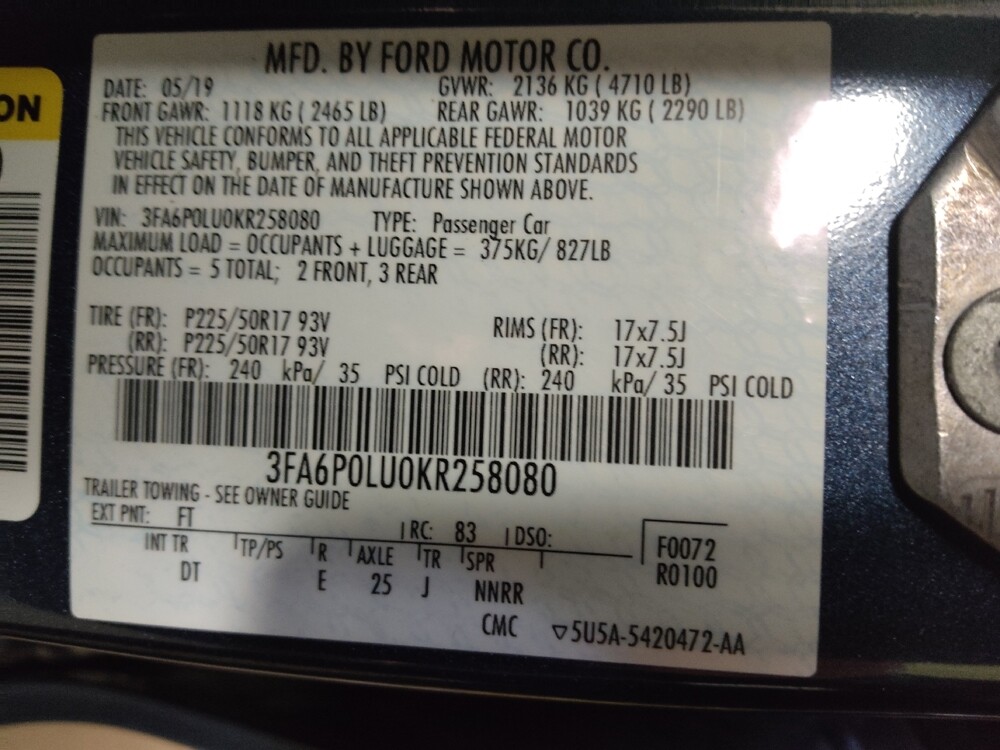 MFD. BY FORD MOTOR CO.
DATE: 05/19 GVWR: 2136 KG ( 4710 LB)
FRONT GAWR: 1118 KG ( 2465 LB) REAR GAWR: 1039 KG ( 2290 LB)
THIS VEHICLE CONFORMS TO ALL APPLICABLE FEDERAL MOTOR
VEHICLE SAFETY, BUMPER, AND THEFT PREVENTION STANDARDS
IN EFFECT ON THE DATE OF MANUFACTURE SHOWN ABOVE.
VIN: 3FA6P0LU0KR258080 TYPE: Passenger Car
MAXIMUM LOAD = OCCUPANTS + LUGGAGE = 375KG/ 827LB
OCCUPANTS = 5 TOTAL; 2 FRONT, 3 REAR
TIRE (FR): P225/50R17 93V RIMS (FR): 17x7.5J
(RR): P225/50R17 93V (RR): 17x7.5J
PRESSURE (FR): 240 kPa/ 35 PSI COLD (RR): 240 kPa/ 35 PSI COLD
3FA6P0LU0KR258080
TRAILER TOWING - SEE OWNER GUIDE
EXT PNT: FT RC: 83 DSO:
INT TR TP/PS R AXLE TR SPR
DT E 25 J NNRR
F0072
R0100
CMC ▽5U5A-5420472-AA
ON